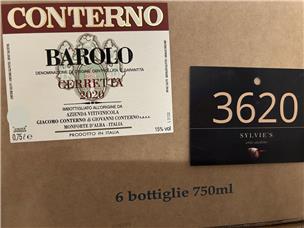 CONTERNO
BAROLO
DENOMINAZIONE DI ORIGINE CONTROLLATA E GARANTITA
CERRETTA
2020
IMBOTTIGLIATO ALL'ORIGINE DA
AZIENDA VITIVINICOLA
GIACOMO CONTERNO DI GIOVANNI CONTERNO s.s.a.
MONFORTE D'ALBA - ITALIA
0,75 l e
15% vol
PRODOTTO IN ITALIA
3620
SYLVIE'S
6 bottiglie 750ml